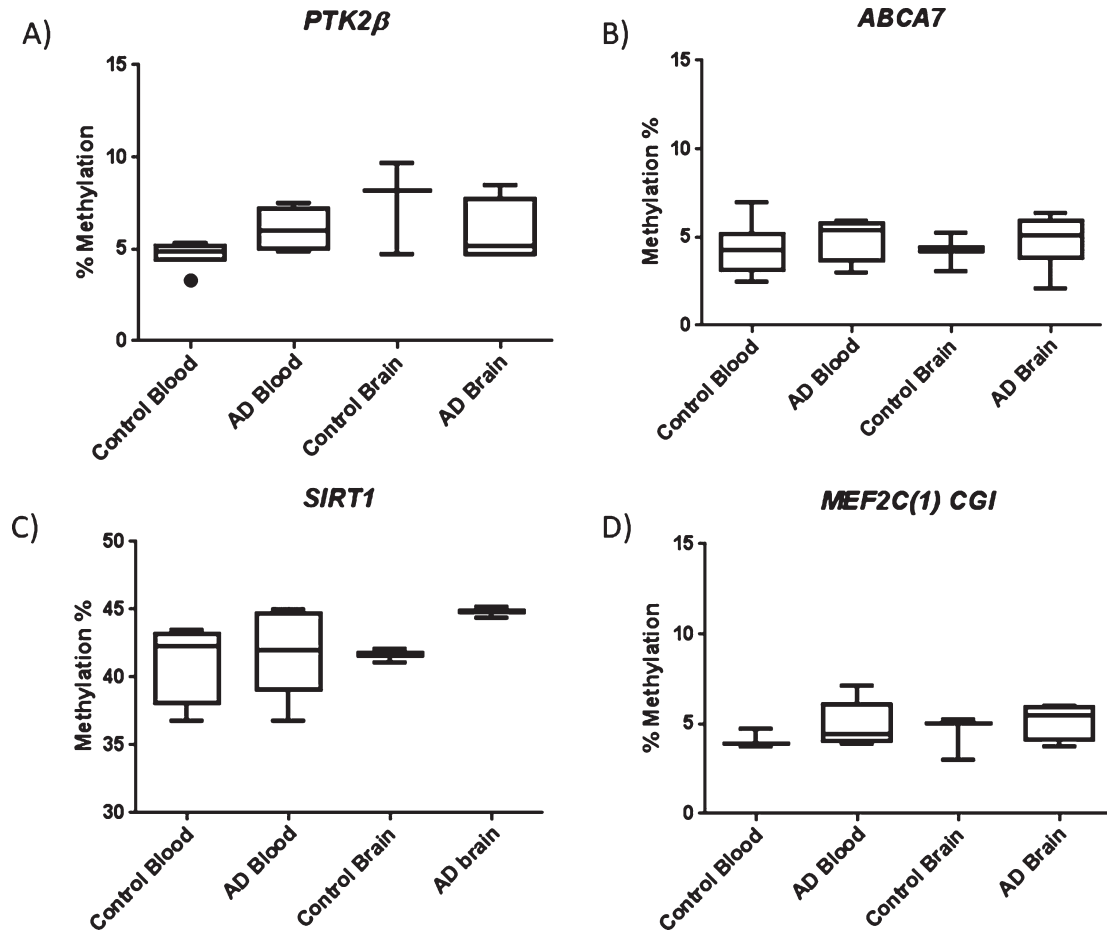 A)
PTK2β
% Methylation
15
10
5
0
Control Blood
AD Blood
Control Brain
AD Brain
B)
ABCA7
Methylation %
15
10
5
0
Control Blood
AD Blood
Control Brain
AD Brain
C)
SIRT1
Methylation %
50
45
40
35
30
Control Blood
AD Blood
Control Brain
AD brain
D)
MEF2C(1) CGI
% Methylation
15
10
5
0
Control Blood
AD Blood
Control Brain
AD Brain